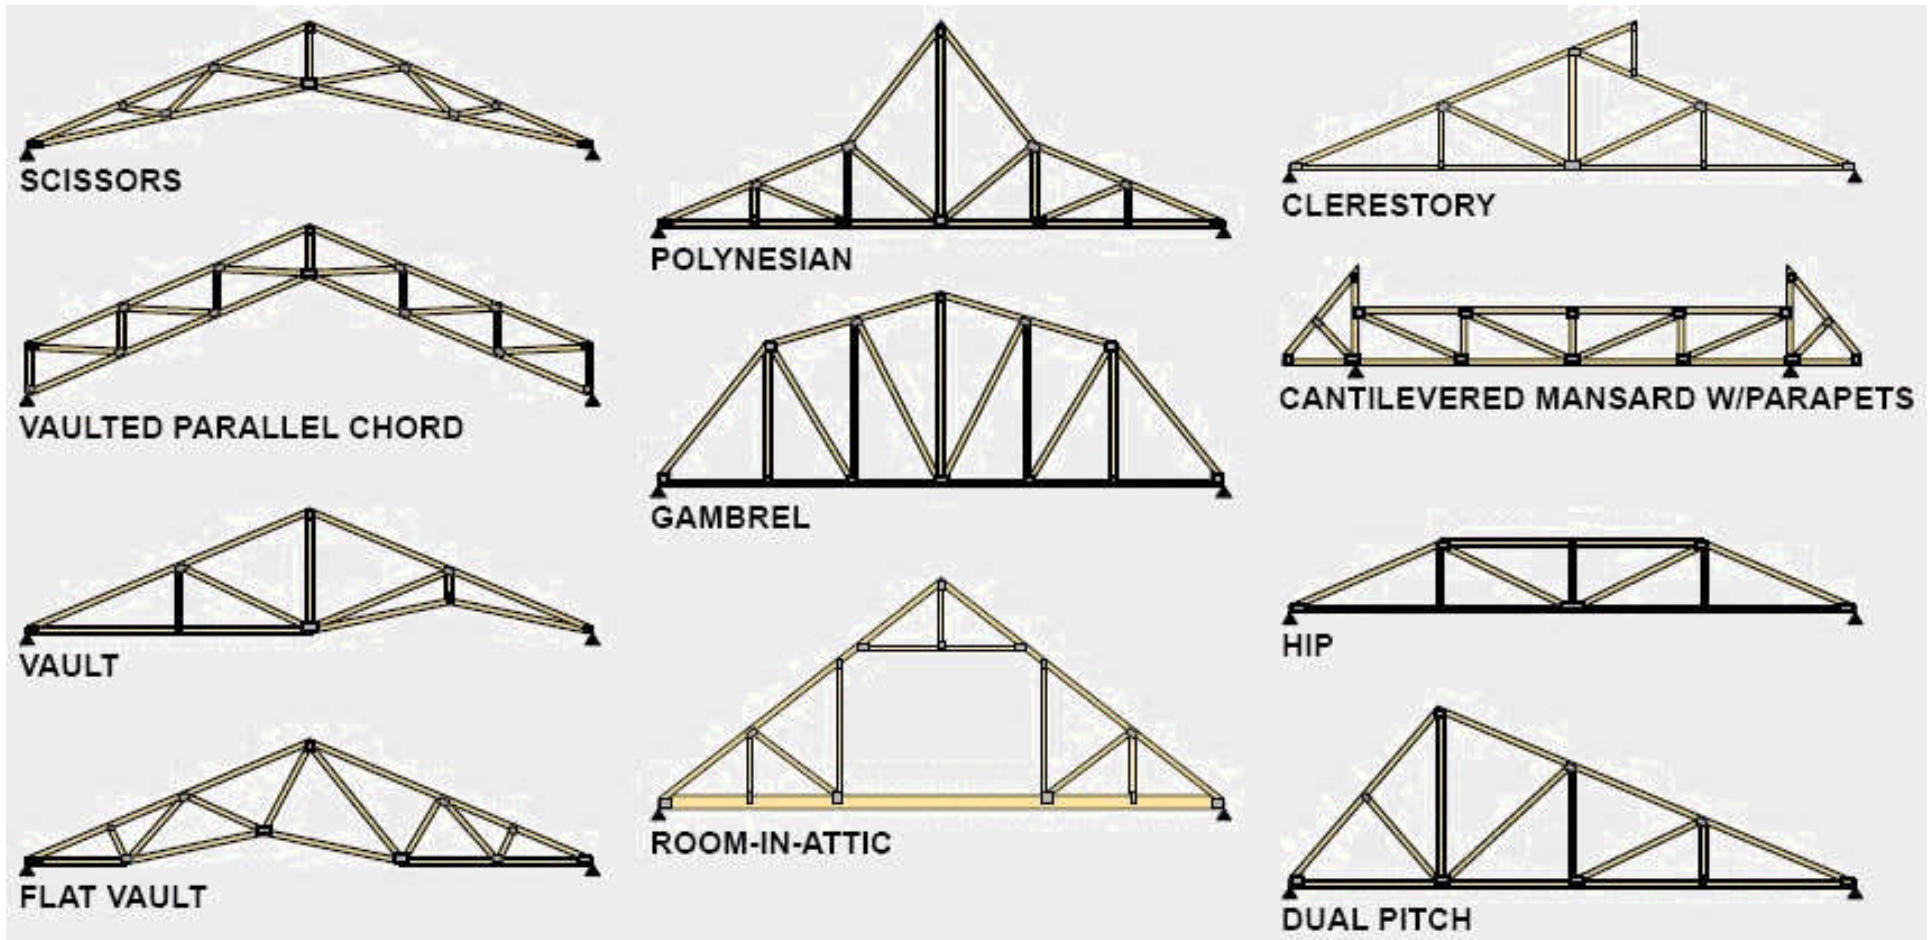 SCISSORS
VAULTED PARALLEL CHORD
VAULT
FLAT VAULT
POLYNESIAN
GAMBREL
ROOM-IN-ATTIC
CLERESTORY
CANTILEVERED MANSARD W/PARAPETS
HIP
DUAL PITCH